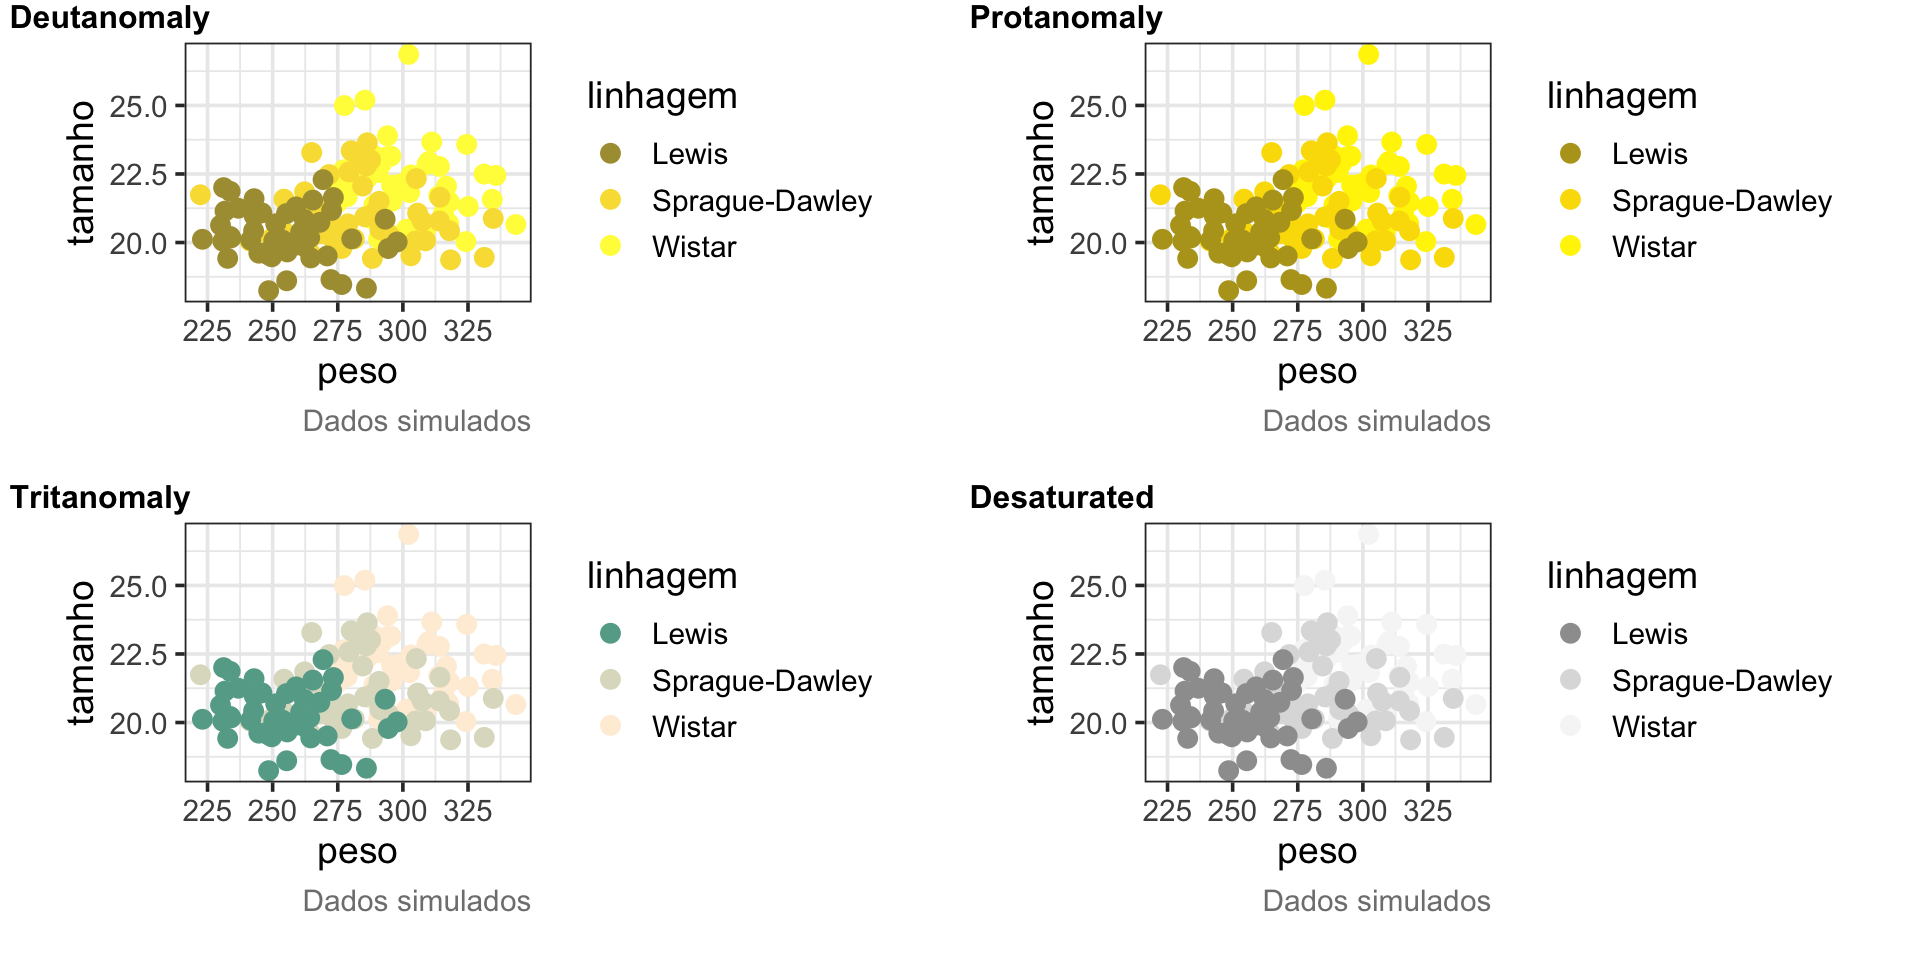 Deutanomaly
tamanho
25.0
22.5
20.0
225 250 275 300 325
peso
Dados simulados
linhagem
Lewis
Sprague-Dawley
Wistar
Protanomaly
tamanho
25.0
22.5
20.0
225 250 275 300 325
peso
Dados simulados
linhagem
Lewis
Sprague-Dawley
Wistar
Tritanomaly
tamanho
25.0
22.5
20.0
225 250 275 300 325
peso
Dados simulados
linhagem
Lewis
Sprague-Dawley
Wistar
Desaturated
tamanho
25.0
22.5
20.0
225 250 275 300 325
peso
Dados simulados
linhagem
Lewis
Sprague-Dawley
Wistar